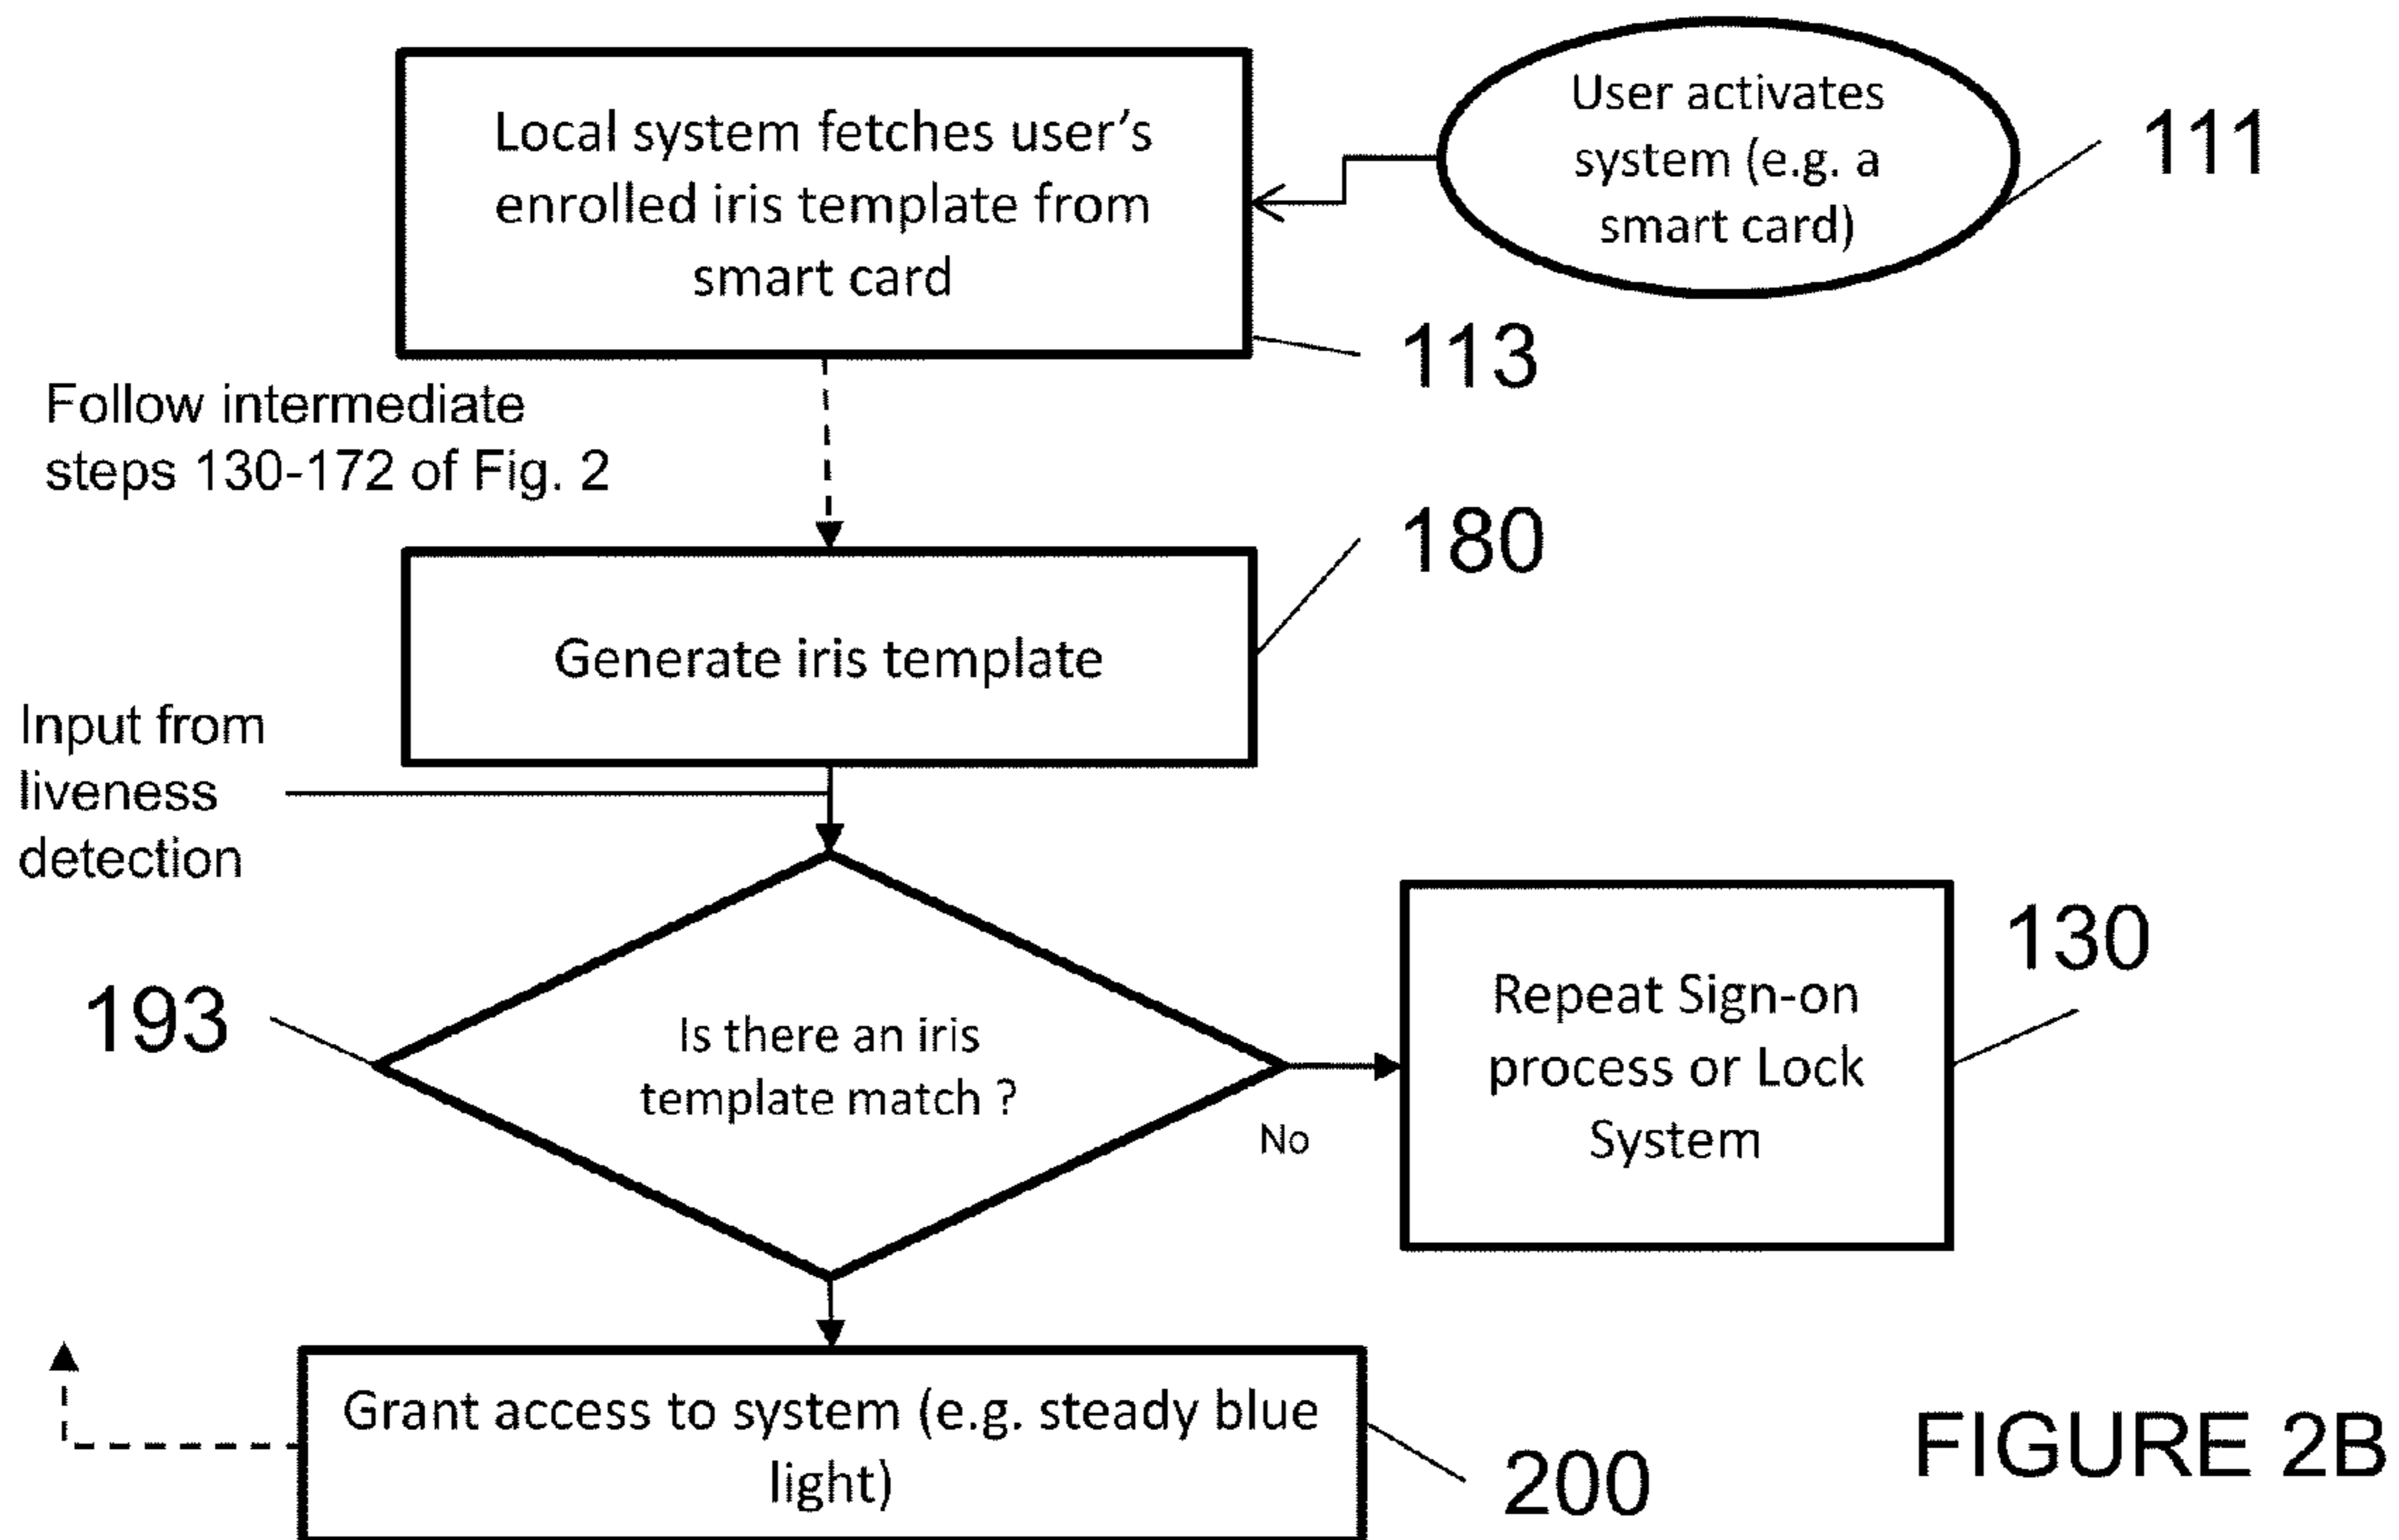 User activates
system (e.g. a
smart card)
111
Local system fetches user’s
enrolled iris template from
smart card
113
Follow intermediate
steps 130-172 of Fig. 2
180
Generate iris template
Input from
liveness
detection
193
Is there an iris
template match ?
No
130
Repeat Sign-on
process or Lock
System
Grant access to system (e.g. steady blue
light)
200
FIGURE 2B